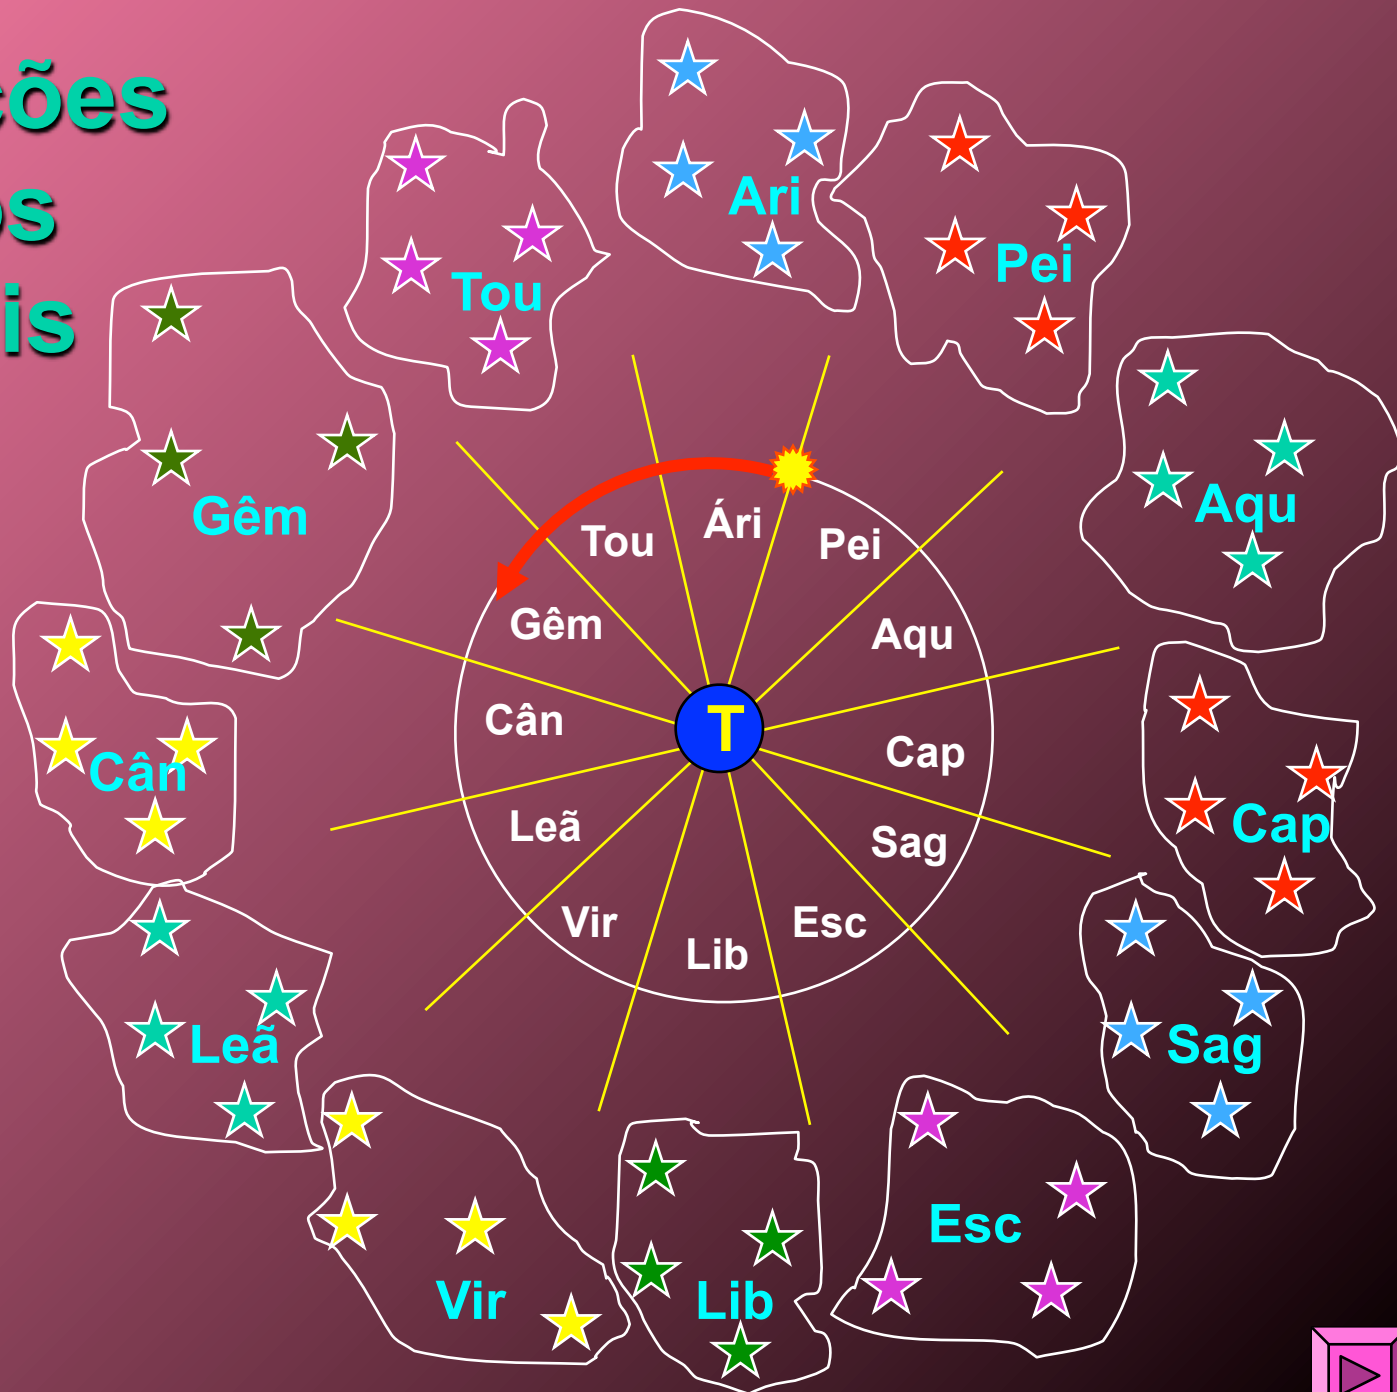 ções
os
is
Ari
Pei
Tou
Aqu
Gêm
Cân
Cap
Leã
Sag
Vir
Lib
Esc
Ári
Tou
Pei
Gêm
Aqu
Cân
T
Cap
Leã
Sag
Vir
Esc
Lib